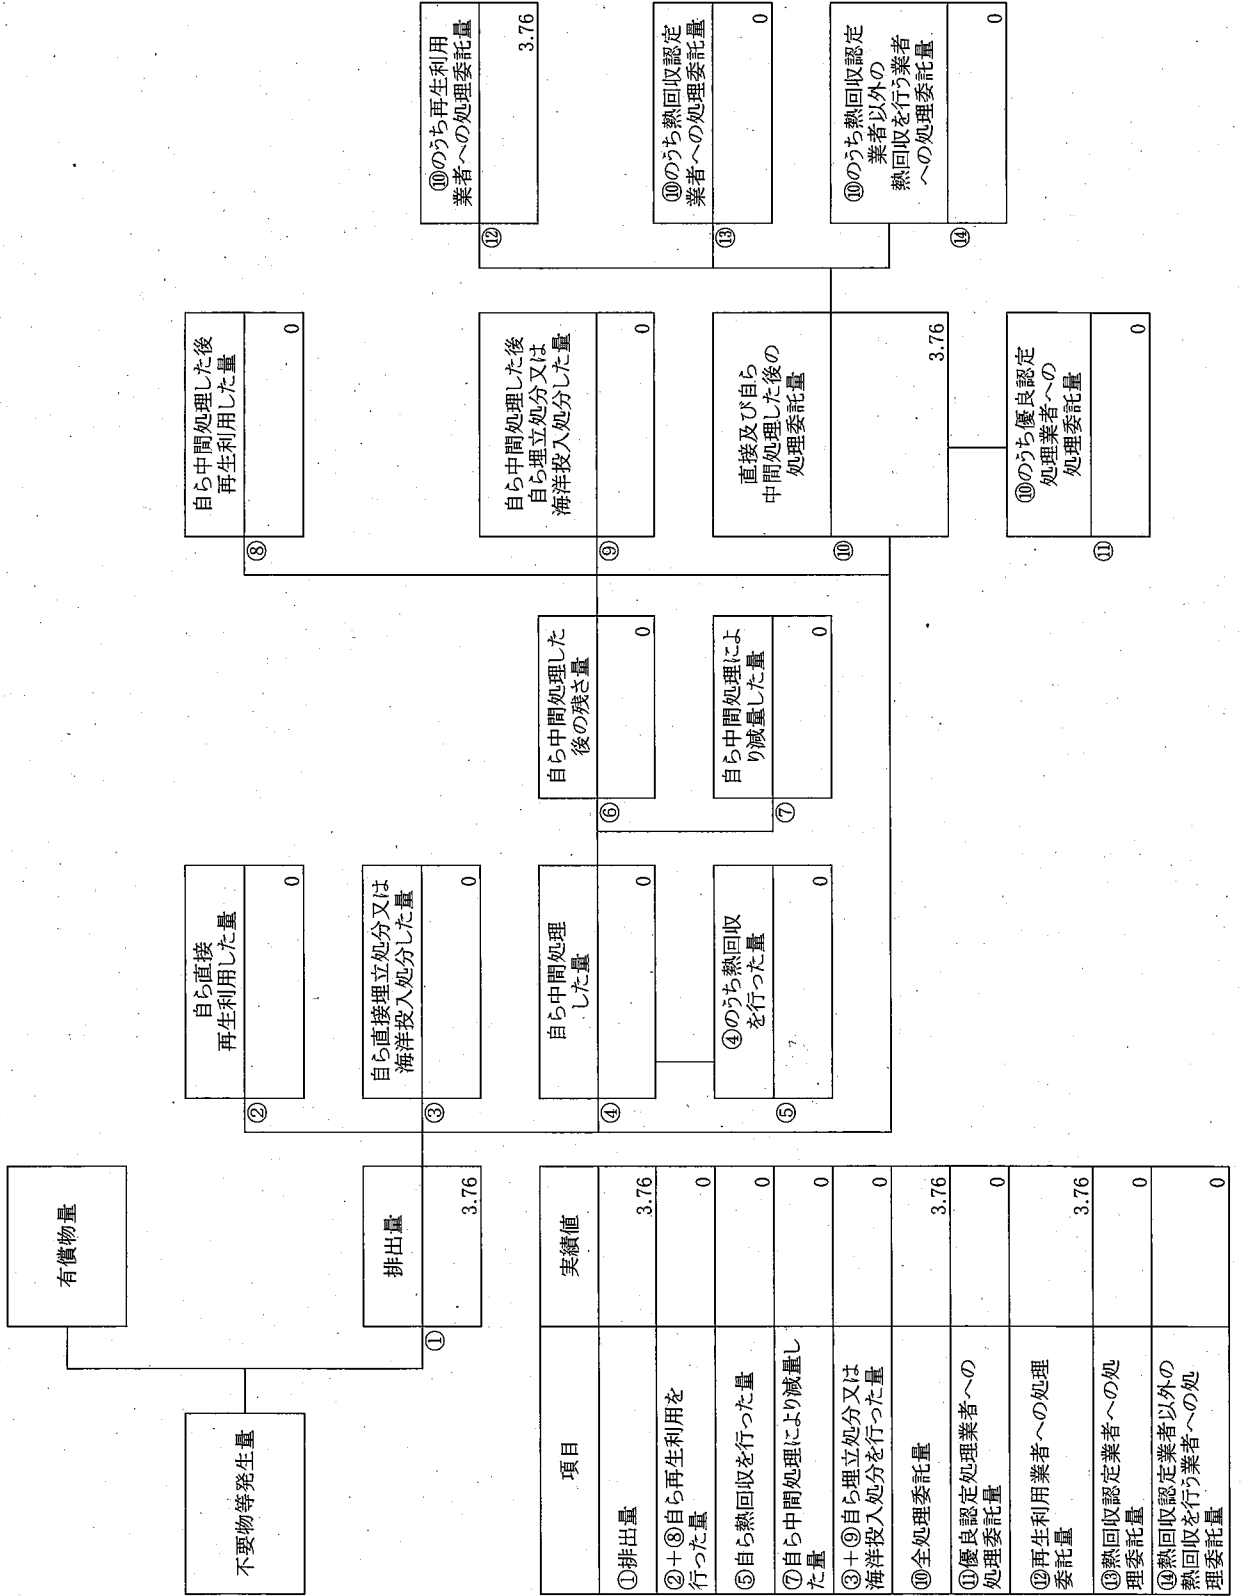 有償物量
不要物等発生量
排出量
①
3.76
自ら直接
再生利用した量
②
0
自ら直接埋立処分又は
海洋投入処分した量
③
0
自ら中間処理
した量
④
0
④のうち熱回収
を行った量
⑤
0
自ら中間処理した
後の残さ量
⑥
0
自ら中間処理によ
り減量した量
⑦
0
自ら中間処理した後
再生利用した量
⑧
0
自ら中間処理した後
自ら埋立処分又は
海洋投入処分した量
⑨
0
直接及び自ら
中間処理した後の
処理委託量
⑩
3.76
⑩のうち優良認定
処理業者への
処理委託量
⑪
0
⑩のうち再生利用
業者への処理委託量
⑫
3.76
⑩のうち熱回収認定
業者への処理委託量
⑬
0
⑩のうち熱回収認定
業者以外の
熱回収を行う業者
への処理委託量
⑭
0
項目 実績値
①排出量 3.76
②+⑧自ら再生利用を
行った量 0
⑤自ら熱回収を行った量 0
⑦自ら中間処理により減量し
た量 0
③+⑨自ら埋立処分又は
海洋投入処分を行った量 0
⑩全処理委託量 3.76
⑪優良認定処理業者への
処理委託量 0
⑫再生利用業者への処理
委託量 3.76
⑬熱回収認定業者への処
理委託量 0
⑭熱回収認定業者以外の
熱回収を行う業者への処
理委託量 0